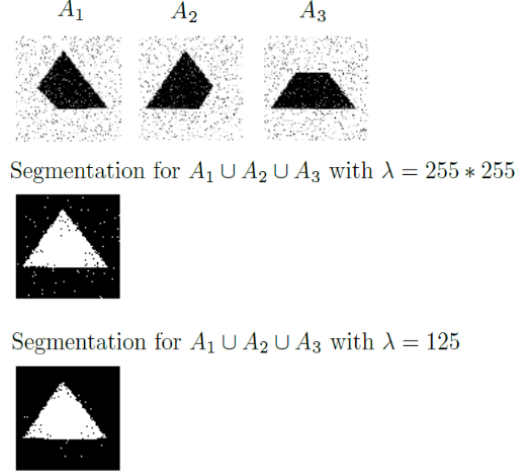 A₁ A₂ A₃
Segmentation for A₁ ∪ A₂ ∪ A₃ with λ = 255 * 255
Segmentation for A₁ ∪ A₂ ∪ A₃ with λ = 125